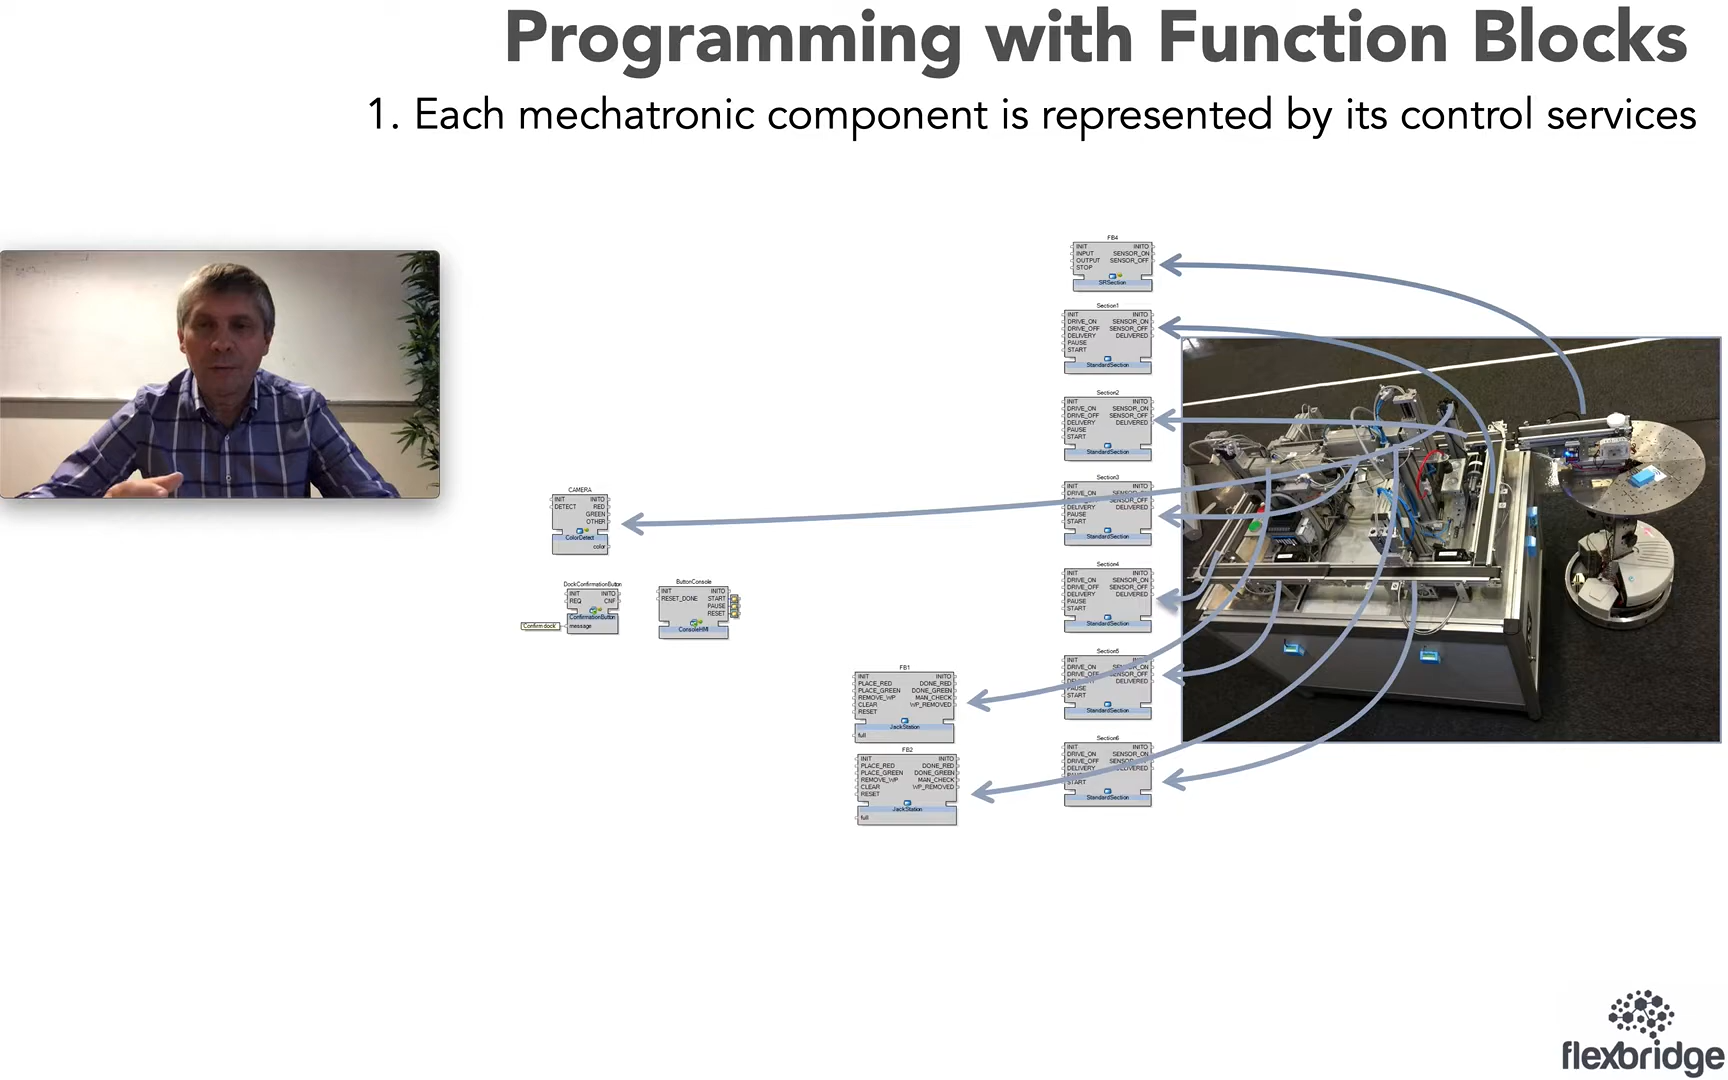 Programming with Function Blocks
1. Each mechatronic component is represented by its control services
FB4
INIT INITO
INPUT SENSOR_ON
OUTPUT SENSOR_OFF
STOP
SRSection
Section1
INIT INITO
DRIVE_ON SENSOR_ON
DRIVE_OFF SENSOR_OFF
DELIVERY DELIVERED
PAUSE
START
StandardSection
Section2
INIT INITO
DRIVE_ON SENSOR_ON
DRIVE_OFF SENSOR_OFF
DELIVERY DELIVERED
PAUSE
START
StandardSection
Section3
INIT INITO
DRIVE_ON
DELIVERY DELIVERED
PAUSE
START
StandardSection
CAMERA
INIT INITO
DETECT RED
GREEN
OTHER
ColorDetect
color
Section4
INIT INITO
DRIVE_ON SENSOR_ON
DRIVE_OFF SENSOR_OFF
DELIVERY DELIVERED
PAUSE
START
StandardSection
DockConfirmationButton
INIT INITO
REQ CNF
ConfirmationButton
'Confirm dock' message
ButtonConsole
INIT INITO
RESET_DONE START
PAUSE
RESET
ConsoleHMI
Section5
INIT
DRIVE_ON
DRIVE_OFF SENSOR_OFF
DELIVERED
PAUSE
START
StandardSection
FB1
INIT INITO
PLACE_RED DONE_RED
PLACE_GREEN DONE_GREEN
REMOVE_WP MAN_CHECK
CLEAR WP_REMOVED
RESET
JackStation
full
Section6
INIT INITO
DRIVE_ON SENSOR_ON
DRIVE_OFF
DELIVERY DELIVERED
START
StandardSection
FB2
INIT INITO
PLACE_RED DONE_RED
PLACE_GREEN DONE_GREEN
REMOVE_WP MAN_CHECK
CLEAR WP_REMOVED
RESET
JackStation
full
flexbridge